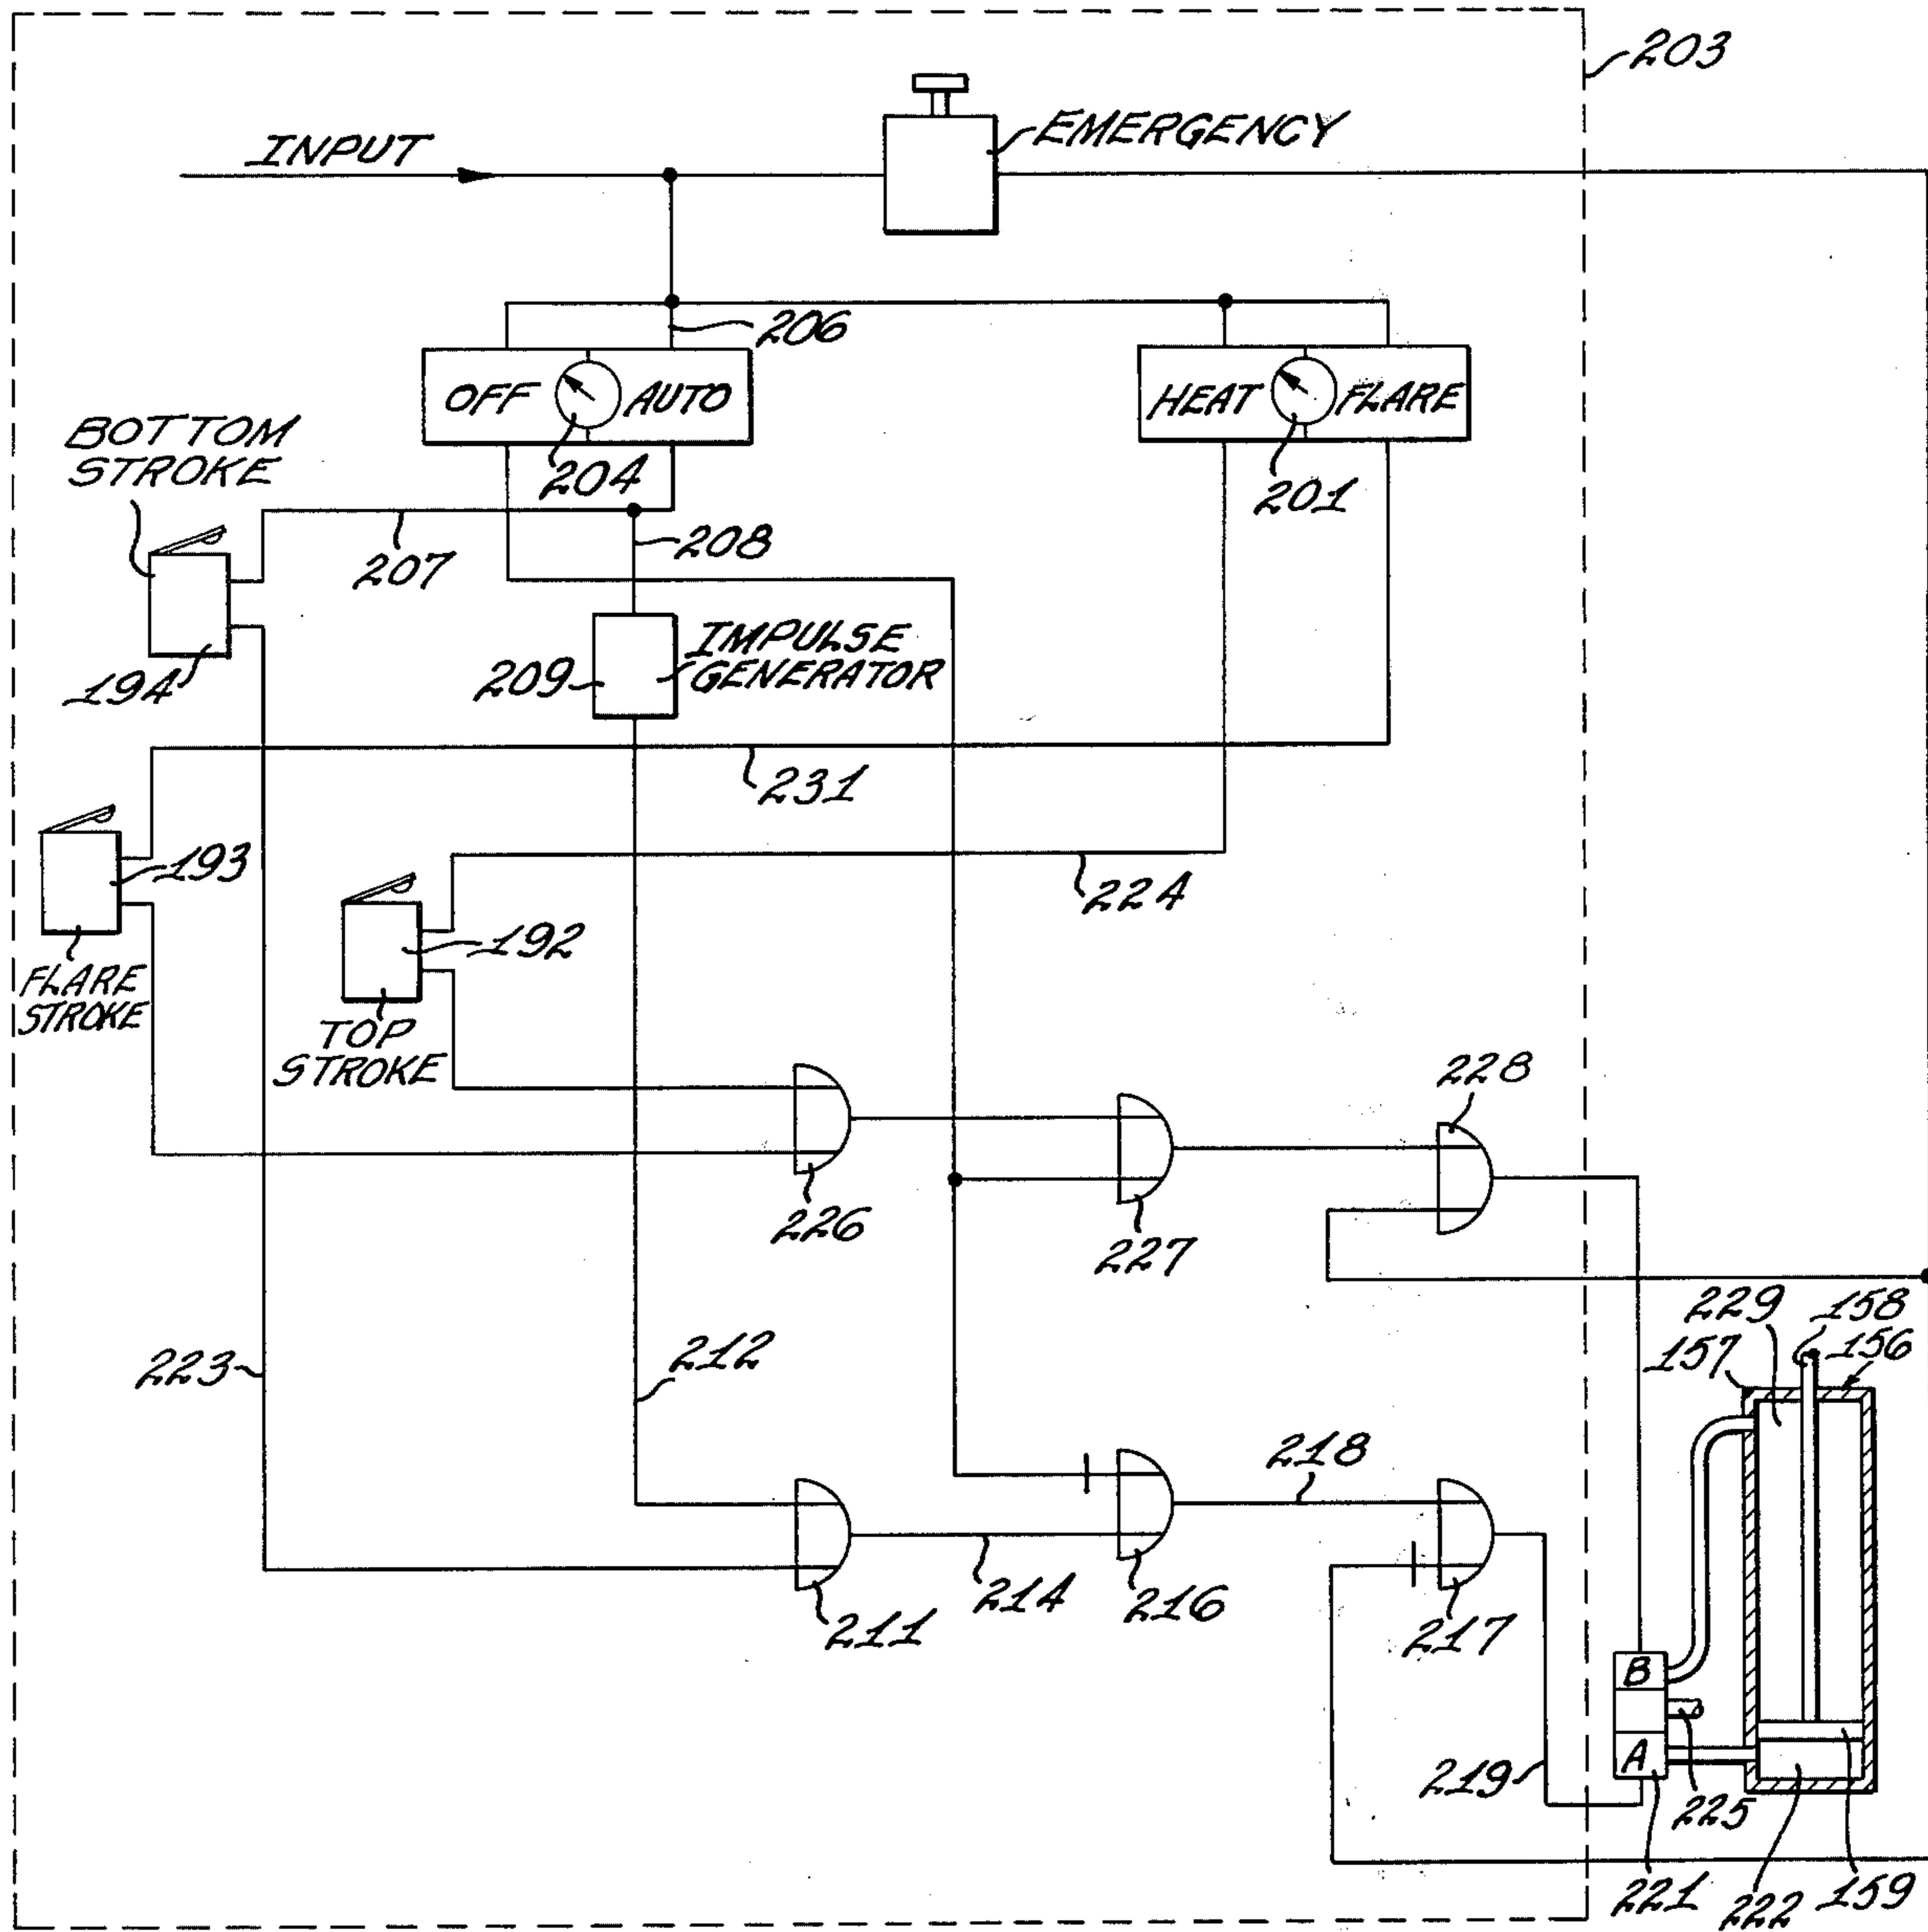 203
INPUT
EMERGENCY
206
OFF AUTO
HEAT FLARE
204
201
BOTTOM
STROKE
207
208
194
209
IMPULSE
GENERATOR
231
193
224
192
FLARE
STROKE
TOP
STROKE
228
226
227
229
158
157
156
223
212
218
214
211
216
217
B
A
219
225
221
222
159